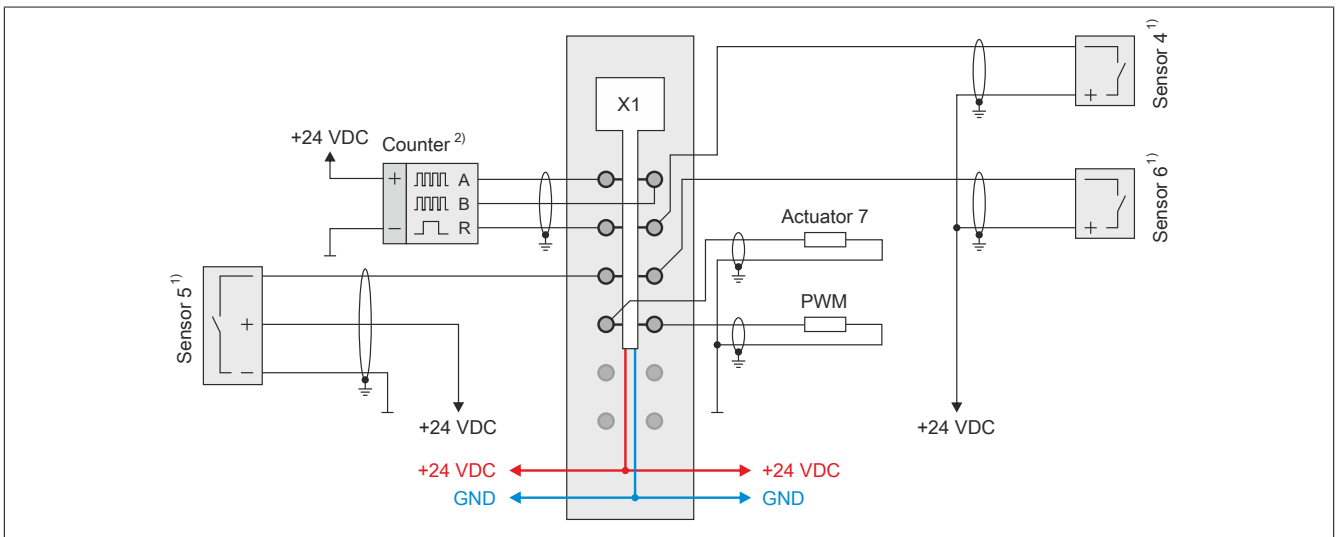 X1
+24 VDC
Counter 2)
+ A
B
− R
Sensor 5 1)
+
−
+24 VDC
Sensor 4 1)
+
Sensor 6 1)
+
Actuator 7
PWM
+24 VDC
+24 VDC
+24 VDC
GND
GND